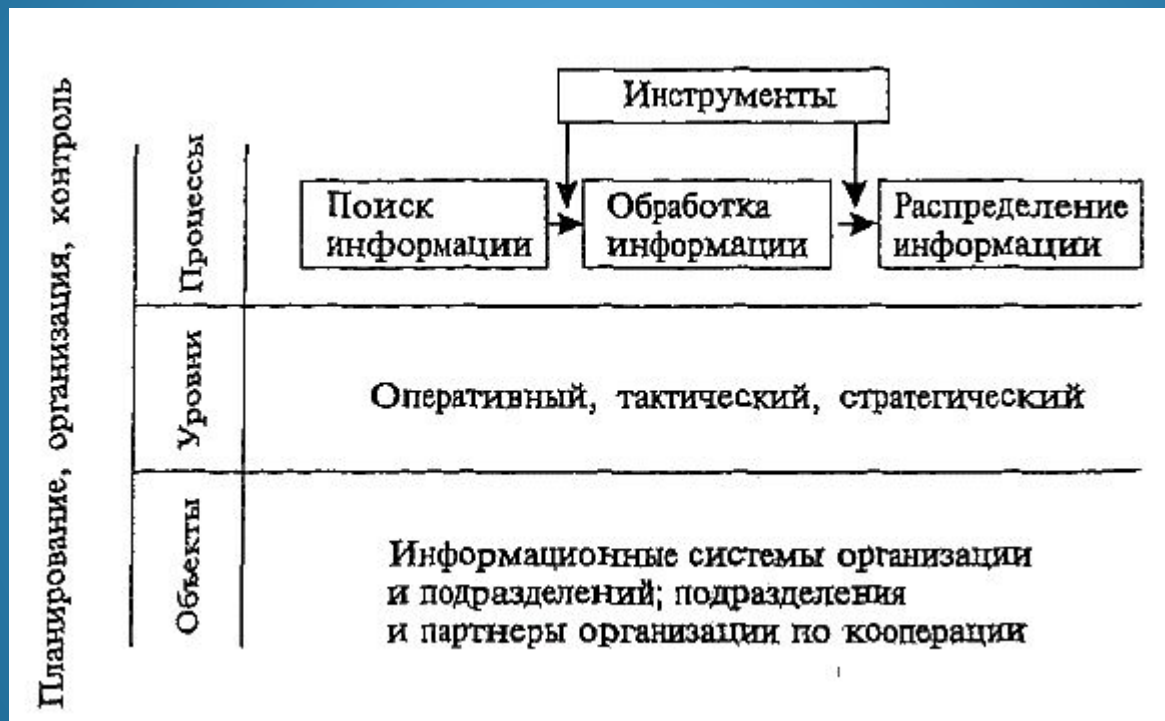 Планирование, организация, контроль
Процессы
Инструменты
Поиск
информации
Обработка
информации
Распределение
информации
Уровни
Оперативный, тактический, стратегический
Объекты
Информационные системы организации
и подразделений; подразделения
и партнеры организации по кооперации